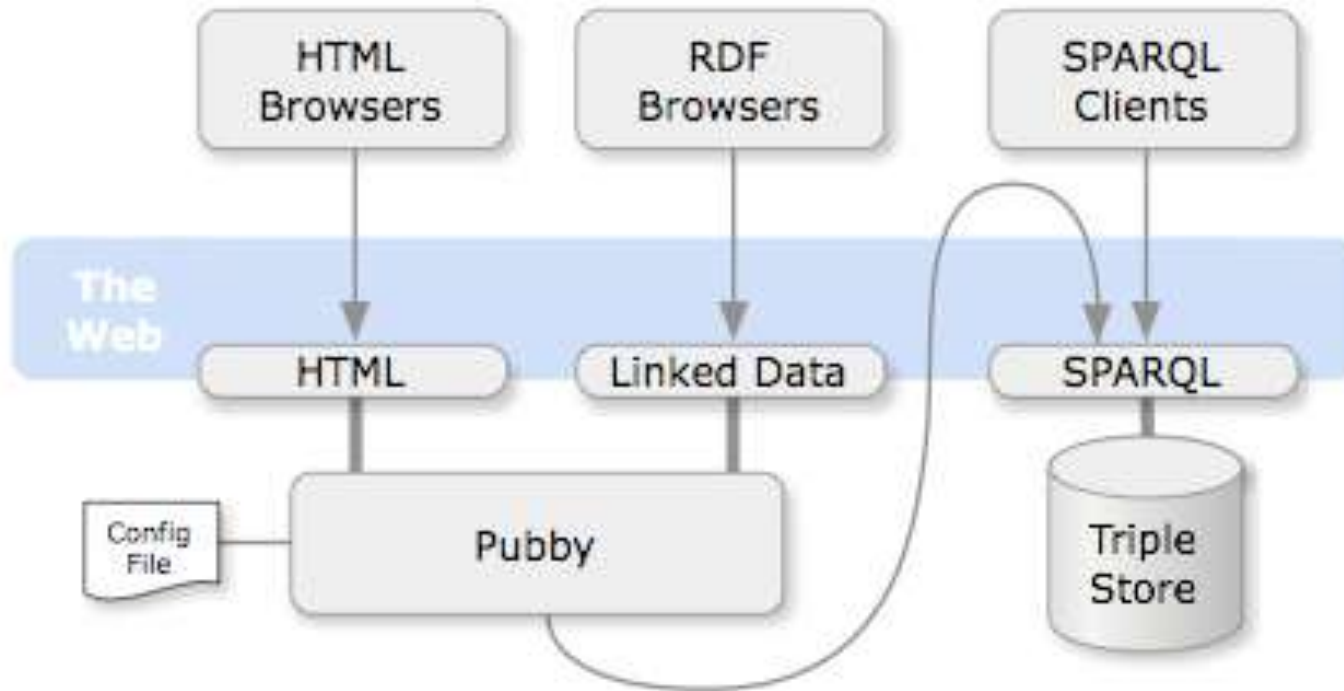 HTML
Browsers
RDF
Browsers
SPARQL
Clients
The
Web
HTML
Linked Data
SPARQL
Config
File
Pubby
Triple
Store